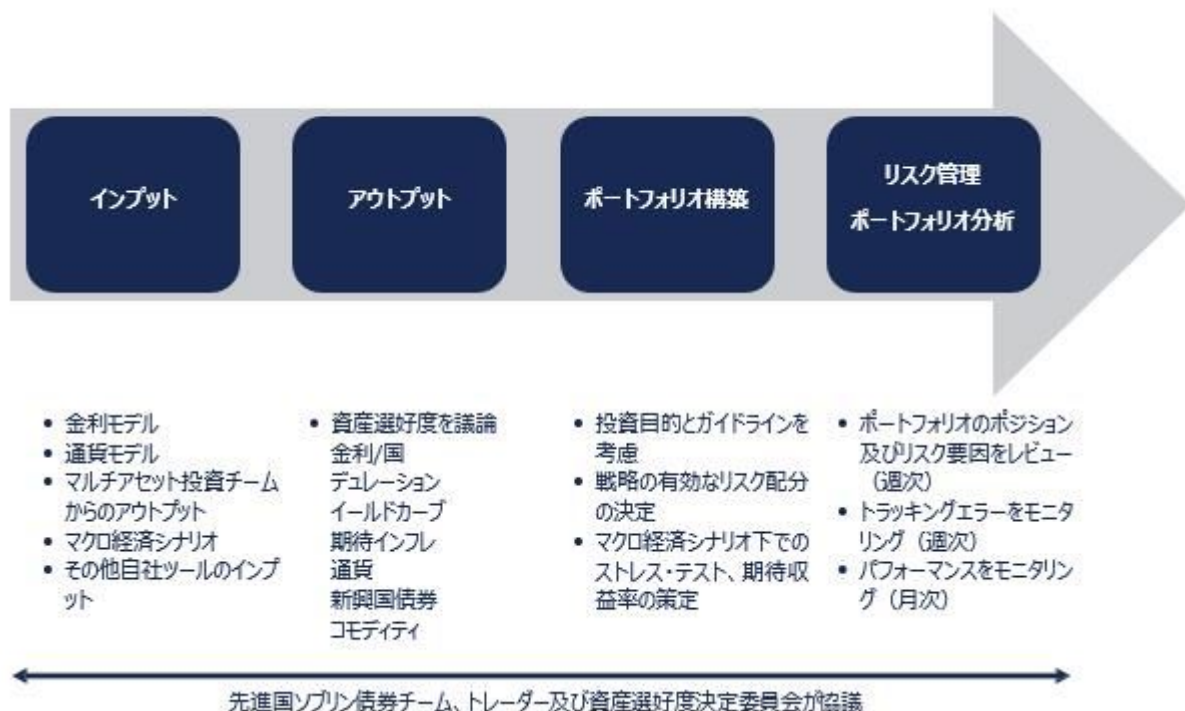 インプット
アウトプット
ポートフォリオ構築
リスク管理
ポートフォリオ分析
• 金利モデル
• 通貨モデル
• マルチアセット投資チーム
からのアウトプット
• マクロ経済シナリオ
• その他自社ツールのインプ
ット
• 資産選好度を議論
金利/国
デュレーション
イールドカーブ
期待インフレ
通貨
新興国債券
コモディティ
• 投資目的とガイドラインを
考慮
• 戦略の有効なリスク配分
の決定
• マクロ経済シナリオ下での
ストレス・テスト、期待収
益率の策定
• ポートフォリオのポジション
及びリスク要因をレビュー
（週次）
• トラッキングエラーをモニタ
リング（週次）
• パフォーマンスをモニタリン
グ（月次）
先進国ソブリン債券チーム、トレーダー及び資産選好度決定委員会が協議